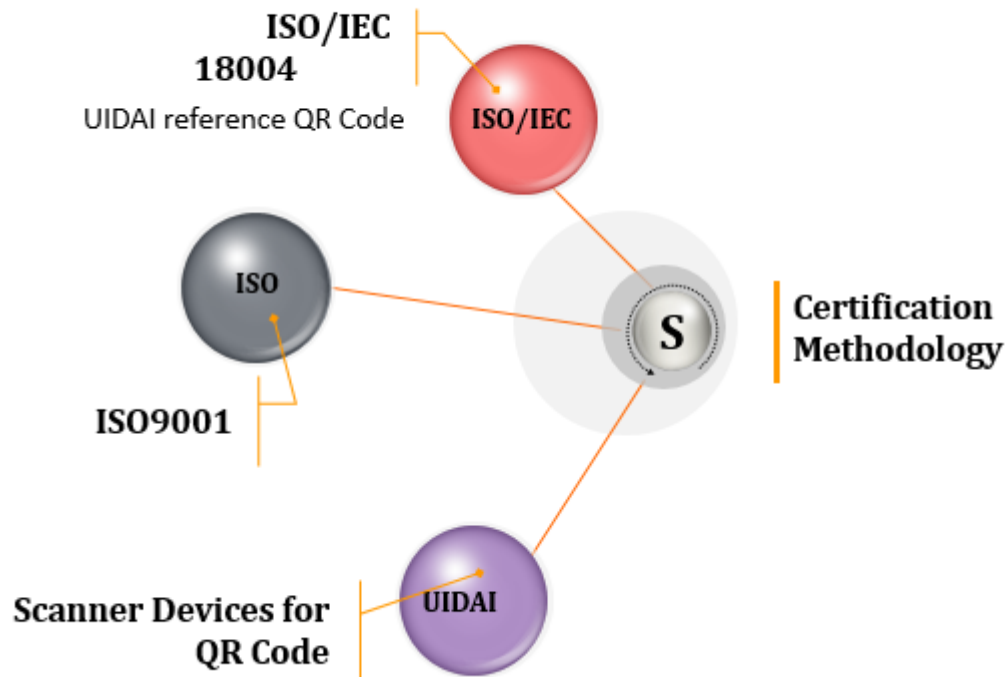 ISO/IEC
18004
UIDAI reference QR Code
ISO/IEC
ISO
ISO9001
S
Certification
Methodology
UIDAI
Scanner Devices for
QR Code